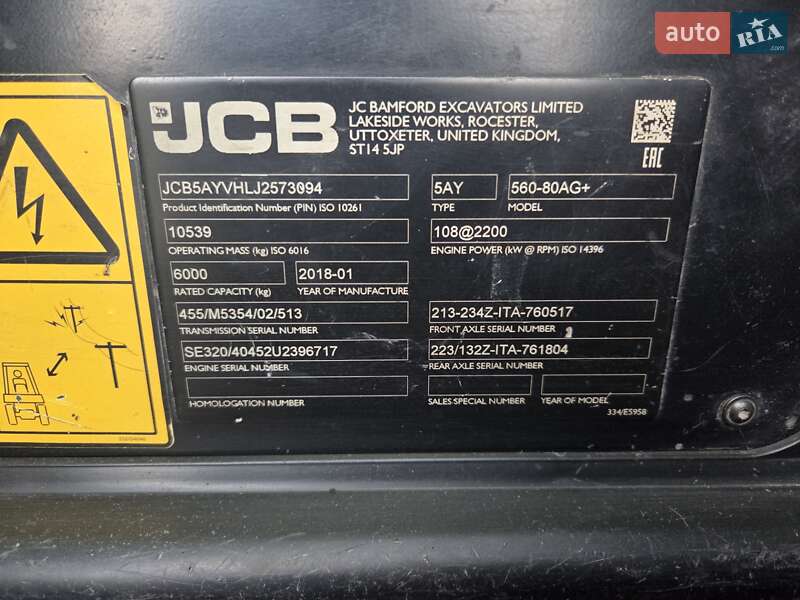 auto RIA .com
JCB
JC BAMFORD EXCAVATORS LIMITED
LAKESIDE WORKS, ROCESTER,
UTTOXETER, UNITED KINGDOM,
ST14 5JP
EAC
JCB5AYVHLJ2573094
Product Identification Number (PIN) ISO 10261
5AY 560-80AG+
TYPE MODEL
10539
OPERATING MASS (kg) ISO 6016
108@2200
ENGINE POWER (kW @ RPM) ISO 14396
6000 2018-01
RATED CAPACITY (kg) YEAR OF MANUFACTURE
455/M5354/02/513
TRANSMISSION SERIAL NUMBER
213-234Z-ITA-760517
FRONT AXLE SERIAL NUMBER
SE320/40452U2396717
ENGINE SERIAL NUMBER
223/132Z-ITA-761804
REAR AXLE SERIAL NUMBER
HOMOLOGATION NUMBER
SALES SPECIAL NUMBER YEAR OF MODEL
334/E5958